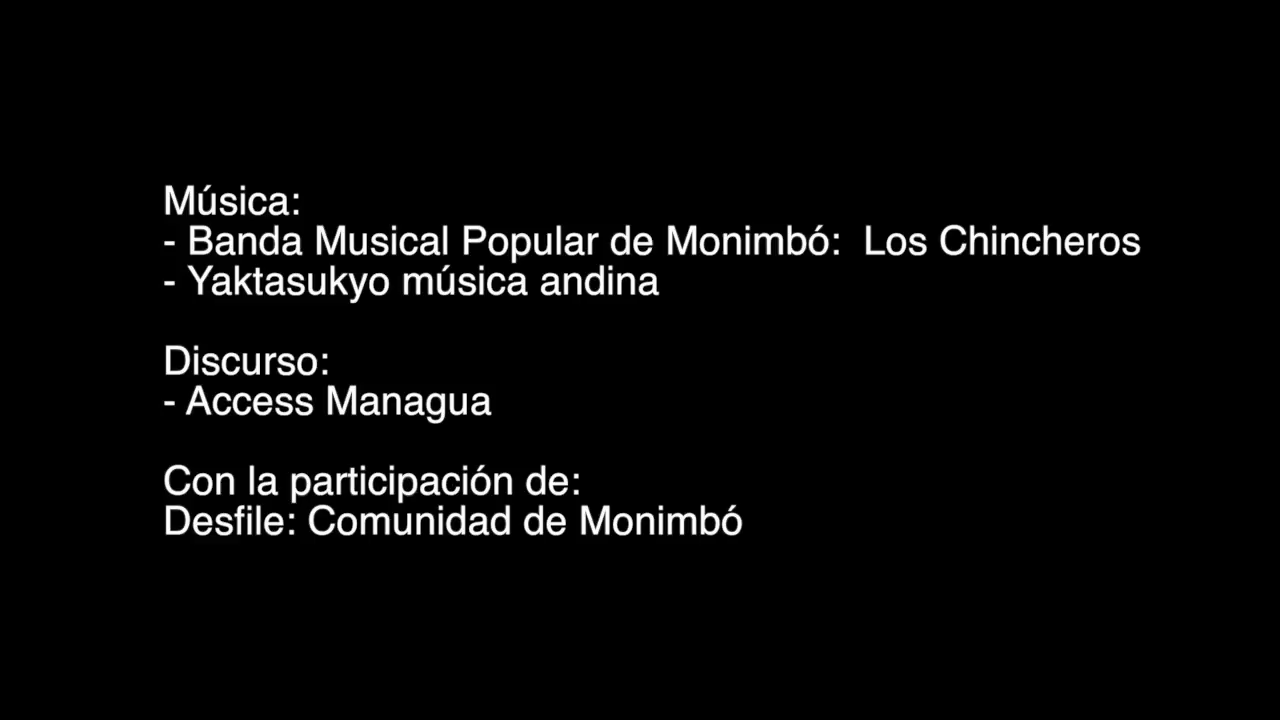 Música:
- Banda Musical Popular de Monimbó:  Los Chincheros
- Yaktasukyo música andina
Discurso:
- Access Managua
Con la participación de:
Desfile: Comunidad de Monimbó